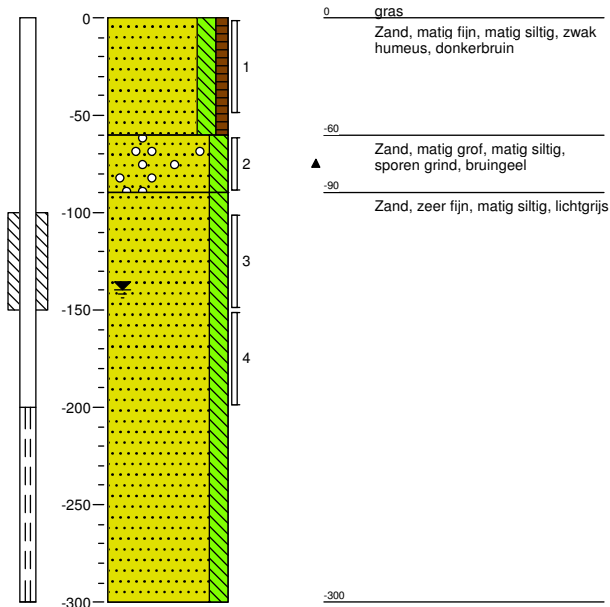 0
-50
-100
-150
-200
-250
-300
1
2
3
4
0
gras
Zand, matig fijn, matig siltig, zwak
humeus, donkerbruin
-60
Zand, matig grof, matig siltig,
sporen grind, bruingeel
-90
Zand, zeer fijn, matig siltig, lichtgrijs
-300